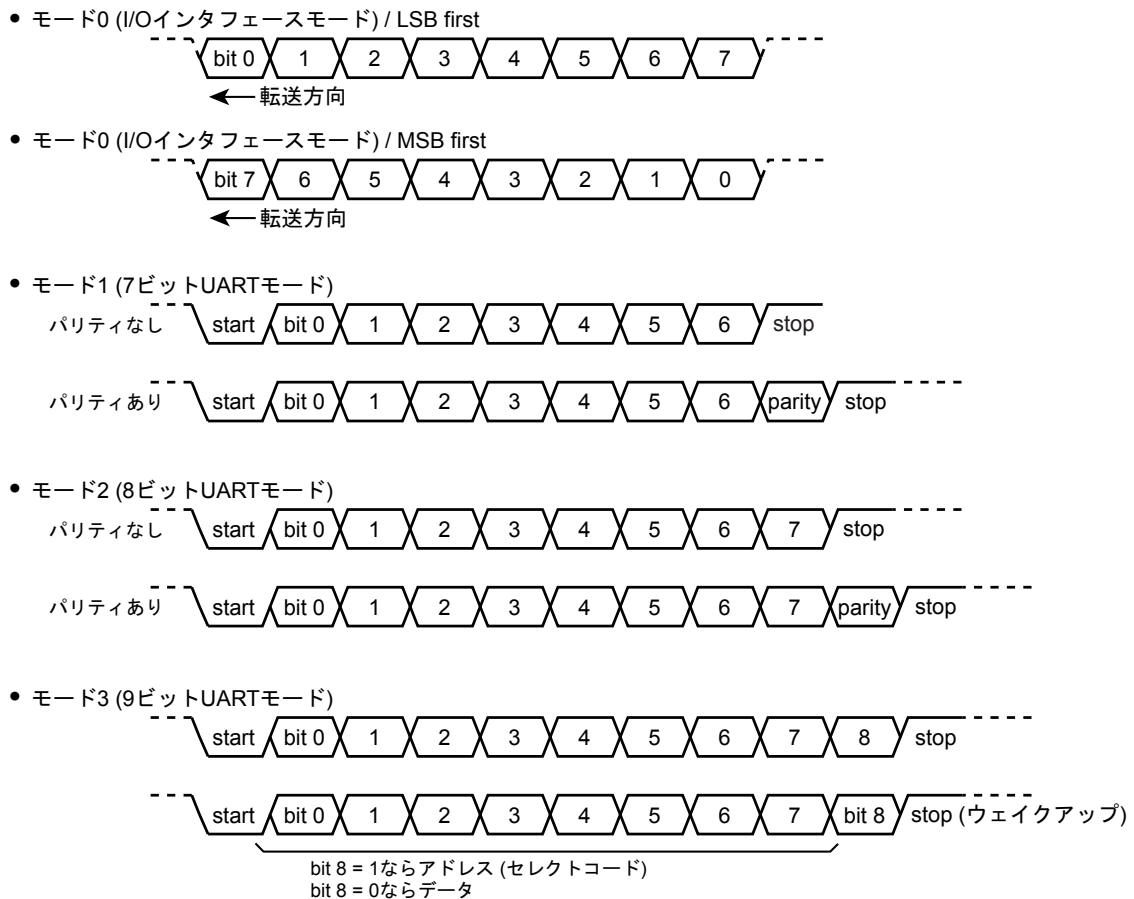 • モード0 (I/Oインタフェースモード) / LSB first
bit 0 1 2 3 4 5 6 7
転送方向
• モード0 (I/Oインタフェースモード) / MSB first
bit 7 6 5 4 3 2 1 0
転送方向
• モード1 (7ビットUARTモード)
パリティなし start bit 0 1 2 3 4 5 6 stop
パリティあり start bit 0 1 2 3 4 5 6 parity stop
• モード2 (8ビットUARTモード)
パリティなし start bit 0 1 2 3 4 5 6 7 stop
パリティあり start bit 0 1 2 3 4 5 6 7 parity stop
• モード3 (9ビットUARTモード)
start bit 0 1 2 3 4 5 6 7 8 stop
start bit 0 1 2 3 4 5 6 7 bit 8 stop (ウェイクアップ)
bit 8 = 1ならアドレス (セレクトコード)
bit 8 = 0ならデータ